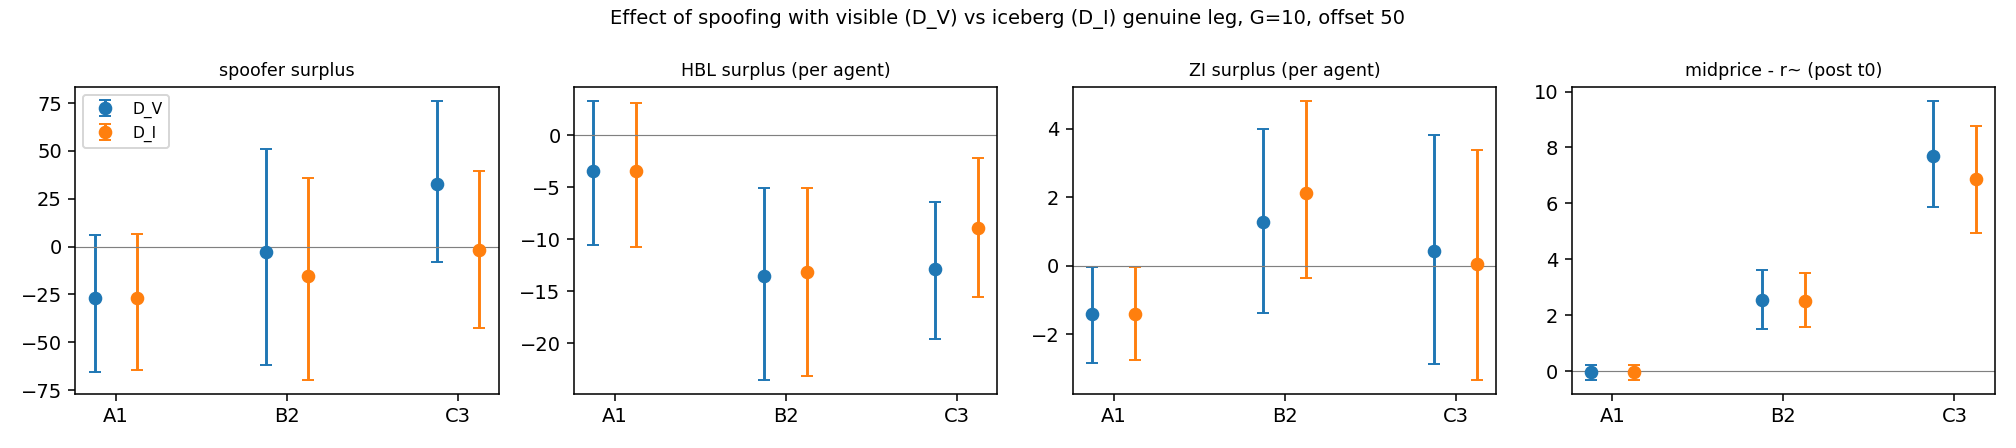 Effect of spoofing with visible (D_V) vs iceberg (D_I) genuine leg, G=10, offset 50
spoofer surplus
75
50
25
0
−25
−50
−75
D_V
D_I
A1 B2 C3
HBL surplus (per agent)
0
−5
−10
−15
−20
A1 B2 C3
ZI surplus (per agent)
4
2
0
−2
A1 B2 C3
midprice - r~ (post t0)
10
8
6
4
2
0
A1 B2 C3